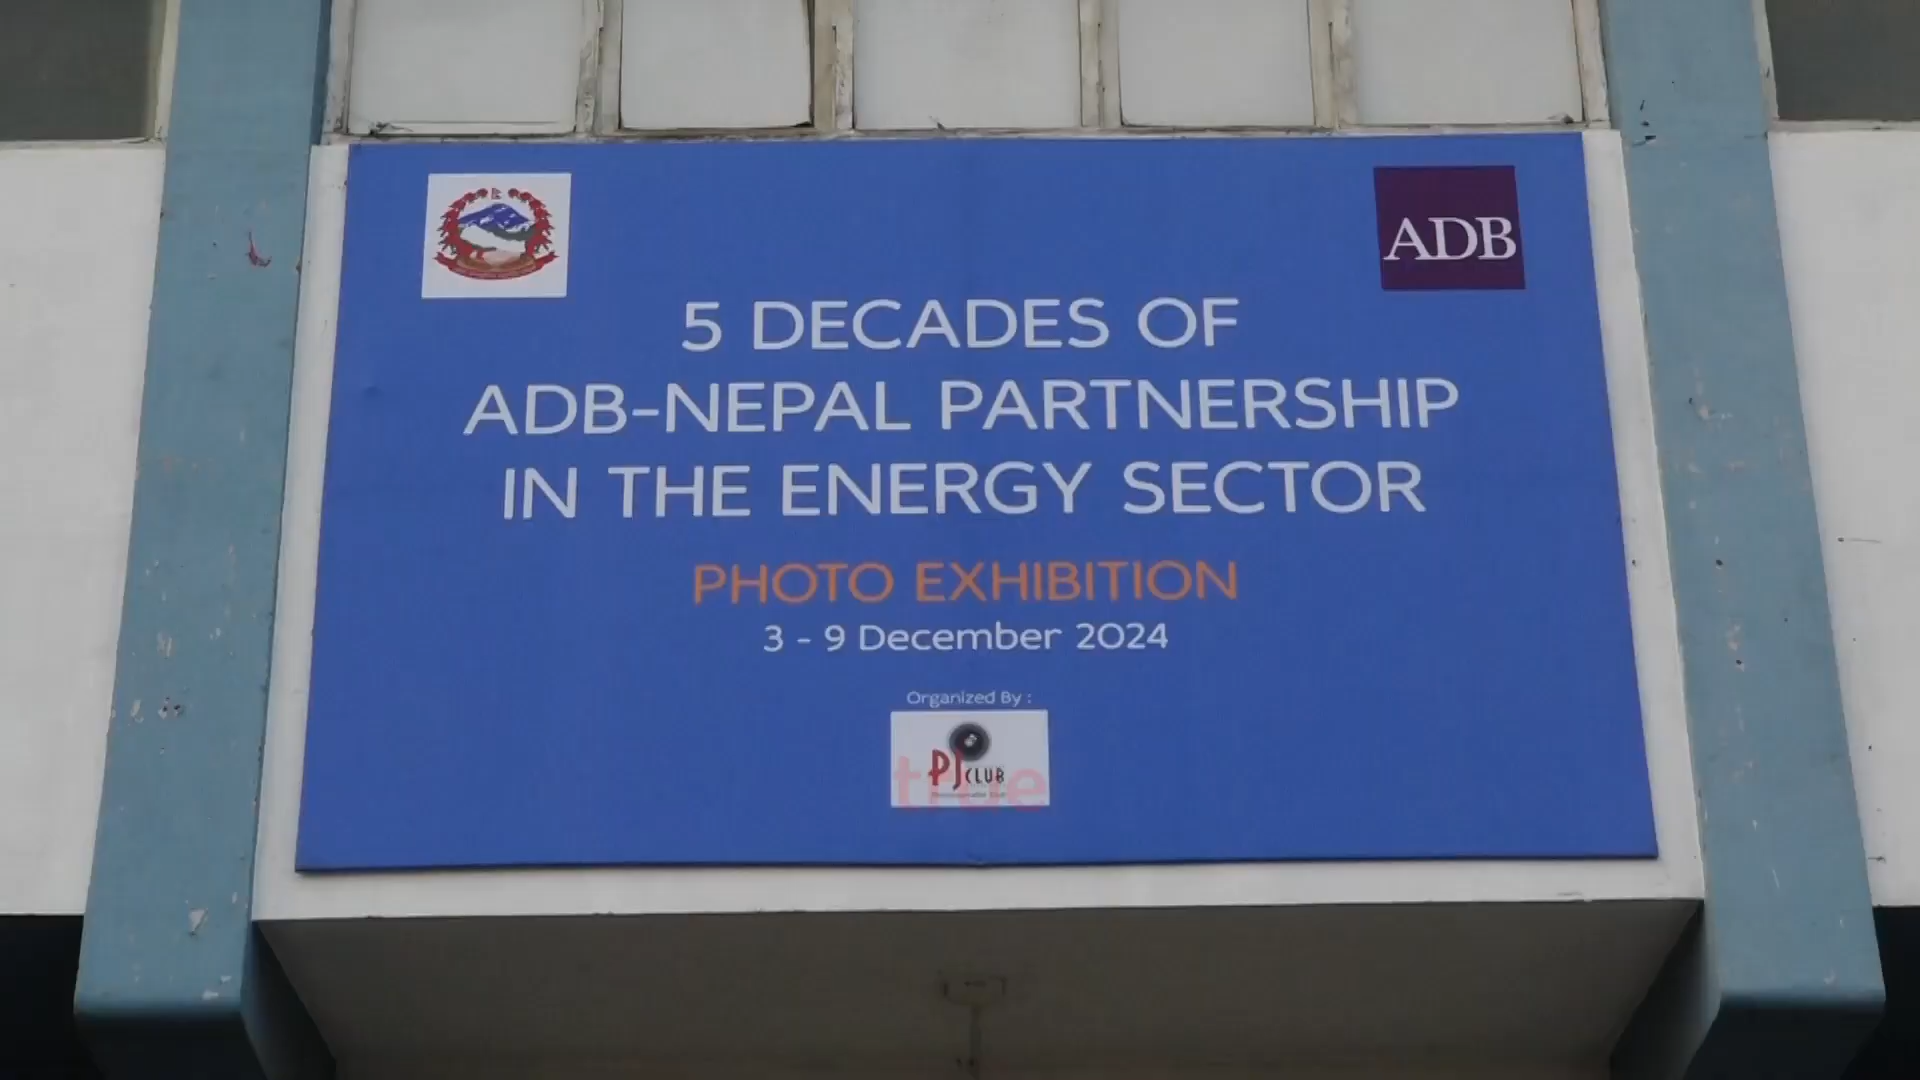 ADB
5 DECADES OF
ADB-NEPAL PARTNERSHIP
IN THE ENERGY SECTOR
PHOTO EXHIBITION
3 - 9 December 2024
Organized By :
PJ CLUB
true